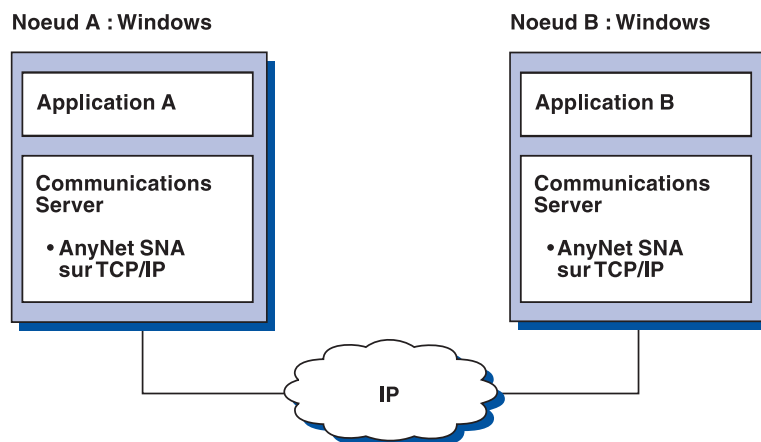 Noeud A : Windows
Application A
Communications
Server
• AnyNet SNA
sur TCP/IP
Noeud B : Windows
Application B
Communications
Server
• AnyNet SNA
sur TCP/IP
IP